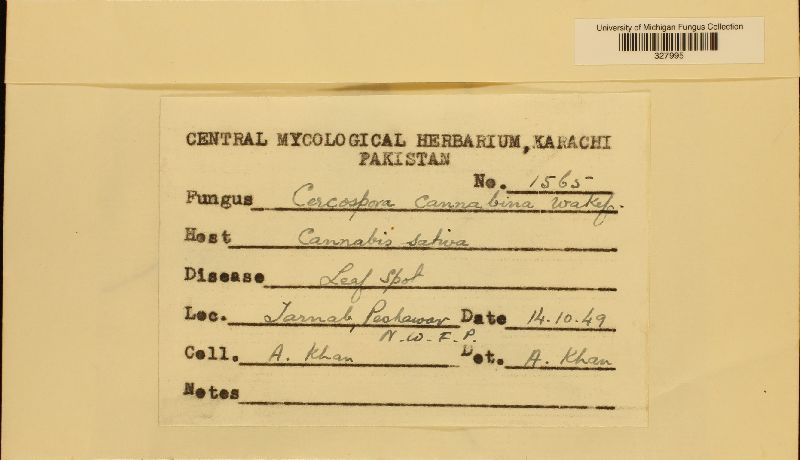 University of Michigan Fungus Collection
327995
CENTRAL MYCOLOGICAL HERBARIUM, KARACHI
PAKISTAN
No. 1565
Fungus Cercospora cannabina Wakef.
Host Cannabis sativa
Disease Leaf Spot
Loc. Tarnab, Peshawar Date 14.10.49
N.W.F.P.
Coll. A. Khan Det. A. Khan
Notes